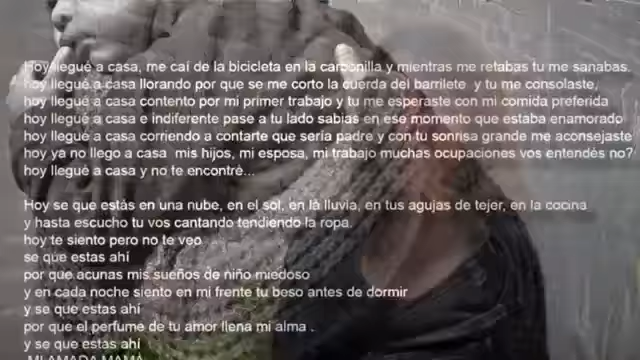 Hoy llegué a casa, me caí de la bicicleta en la carbonilla y mientras me retabas tu me sanabas.
hoy llegué a casa llorando por que se me corto la cuerda del barrilete y tu me consolaste,
hoy llegué a casa contento por mi primer trabajo y tu me esperaste con mi comida preferida
hoy llegué a casa e indiferente pase a tu lado sabias en ese momento que estaba enamorado
hoy llegué a casa corriendo a contarte que sería padre y con tu sonrisa grande me aconsejaste
hoy ya no llego a casa mis hijos, mi esposa, mi trabajo muchas ocupaciones vos entendés no?
hoy llegué a casa y no te encontré...
Hoy se que estás en una nube, en el sol, en la lluvia, en tus agujas de tejer, en la cocina
y hasta escucho tu vos cantando tendiendo la ropa.
hoy te siento pero no te veo
se que estas ahí
por que acunas mis sueños de niño miedoso
y en cada noche siento en mi frente tu beso antes de dormir
y se que estas ahí
por que el perfume de tu amor llena mi alma .
y se que estas ahí
MI AMADA MAMÁ